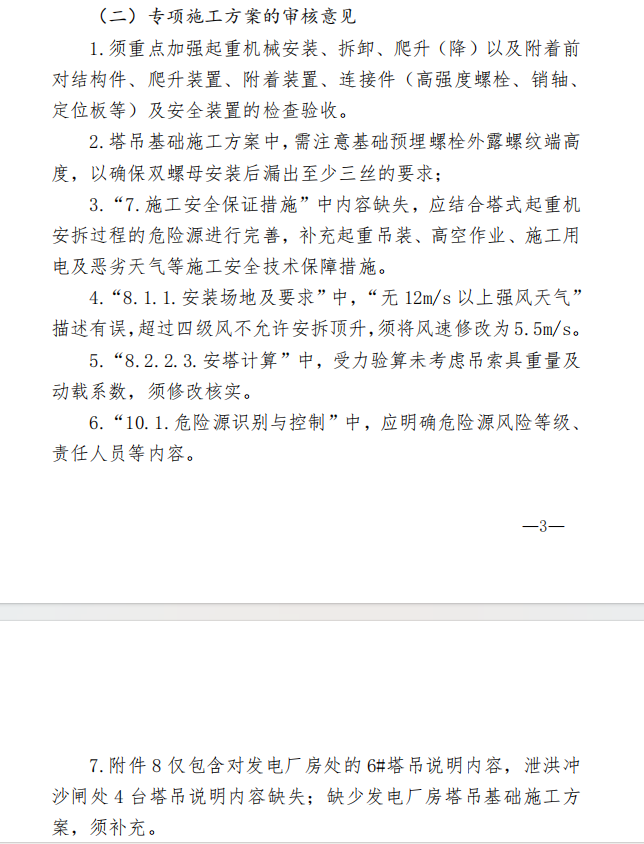 （二）专项施工方案的审核意见
1.须重点加强起重机械安装、拆卸、爬升（降）以及附着前
对结构件、爬升装置、附着装置、连接件（高强度螺栓、销轴、
定位板等）及安全装置的检查验收。
2.塔吊基础施工方案中，需注意基础预埋螺栓外露螺纹端高
度，以确保双螺母安装后漏出至少三丝的要求；
3.“7.施工安全保证措施”中内容缺失，应结合塔式起重机
安拆过程的危险源进行完善，补充起重吊装、高空作业、施工用
电及恶劣天气等施工安全技术保障措施。
4.“8.1.1.安装场地及要求”中，“无 12m/s 以上强风天气”
描述有误，超过四级风不允许安拆顶升，须将风速修改为 5.5m/s。
5.“8.2.2.3.安塔计算”中，受力验算未考虑吊索具重量及
动载系数，须修改核实。
6.“10.1.危险源识别与控制”中，应明确危险源风险等级、
责任人员等内容。
—3—
7.附件 8 仅包含对发电厂房处的 6#塔吊说明内容，泄洪冲
沙闸处 4 台塔吊说明内容缺失；缺少发电厂房塔吊基础施工方
案，须补充。